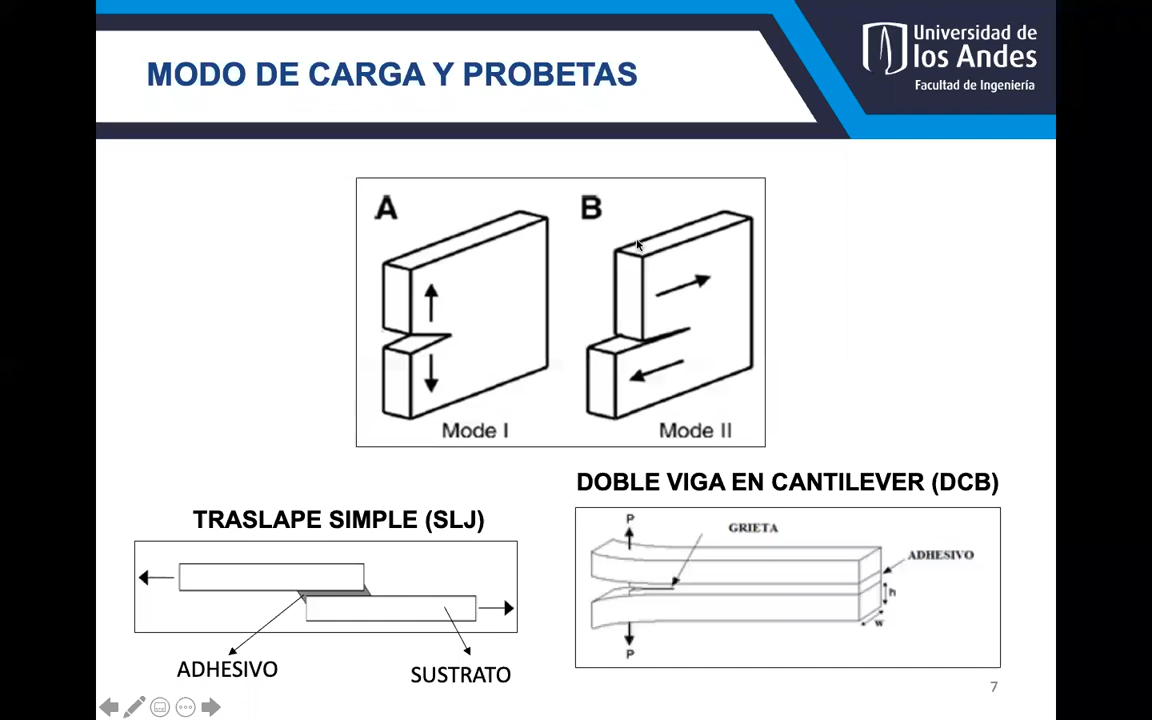 Universidad de
los Andes
Facultad de Ingeniería
MODO DE CARGA Y PROBETAS
A
B
Mode I
Mode II
TRASLAPE SIMPLE (SLJ)
ADHESIVO
SUSTRATO
DOBLE VIGA EN CANTILEVER (DCB)
P
GRIETA
ADHESIVO
h
w
P
7